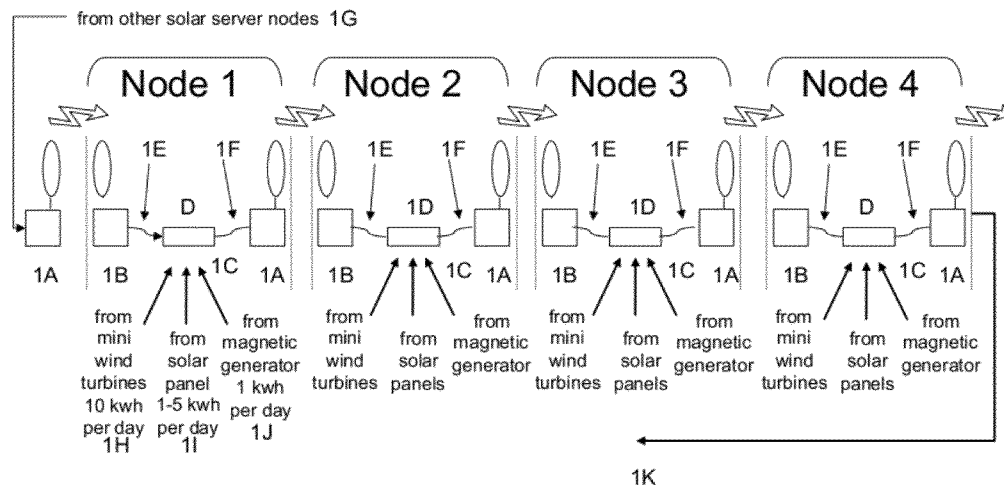 from other solar server nodes 1G
Node 1 Node 2 Node 3 Node 4
1E 1F 1E 1F 1E 1F 1E 1F
D 1D 1D D
1A 1B 1C 1A 1B 1C 1A 1B 1C 1A 1B 1C 1A
from
mini
wind
turbines
10 kwh
per day
1H
from
solar
panel
1-5 kwh
per day
1I
from
magnetic
generator
1 kwh
per day
1J
from
mini
wind
turbines
from
solar
panels
from
magnetic
generator
from
mini
wind
turbines
from
solar
panels
from
magnetic
generator
from
mini
wind
turbines
from
solar
panels
from
magnetic
generator
1K